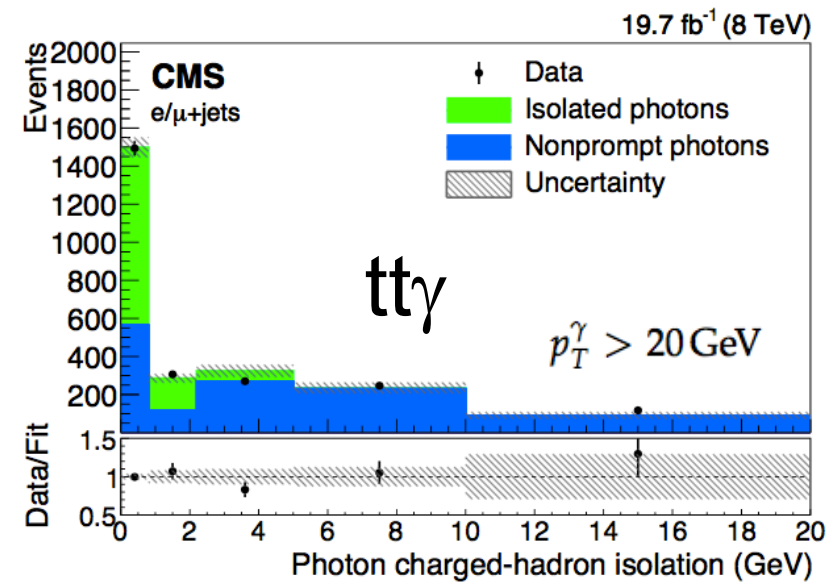 19.7 fb⁻¹ (8 TeV)
Events
2000
1800
1600
1400
1200
1000
800
600
400
200
CMS
e/μ+jets
Data
Isolated photons
Nonprompt photons
Uncertainty
ttγ
p_T^γ > 20 GeV
Data/Fit
1.5
1
0.5
0 2 4 6 8 10 12 14 16 18 20
Photon charged-hadron isolation (GeV)